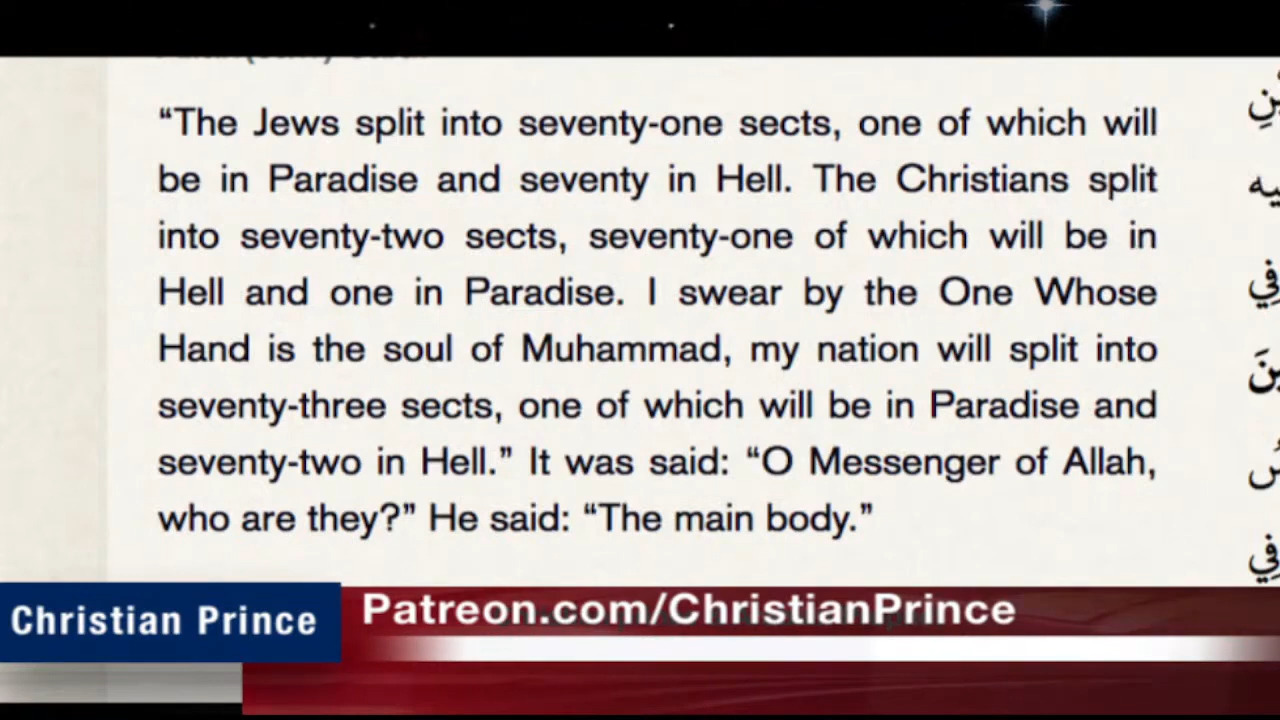 “The Jews split into seventy-one sects, one of which will
be in Paradise and seventy in Hell. The Christians split
into seventy-two sects, seventy-one of which will be in
Hell and one in Paradise. I swear by the One Whose
Hand is the soul of Muhammad, my nation will split into
seventy-three sects, one of which will be in Paradise and
seventy-two in Hell.” It was said: “O Messenger of Allah,
who are they?” He said: “The main body.”
في
في
Christian Prince
Patreon.com/ChristianPrince